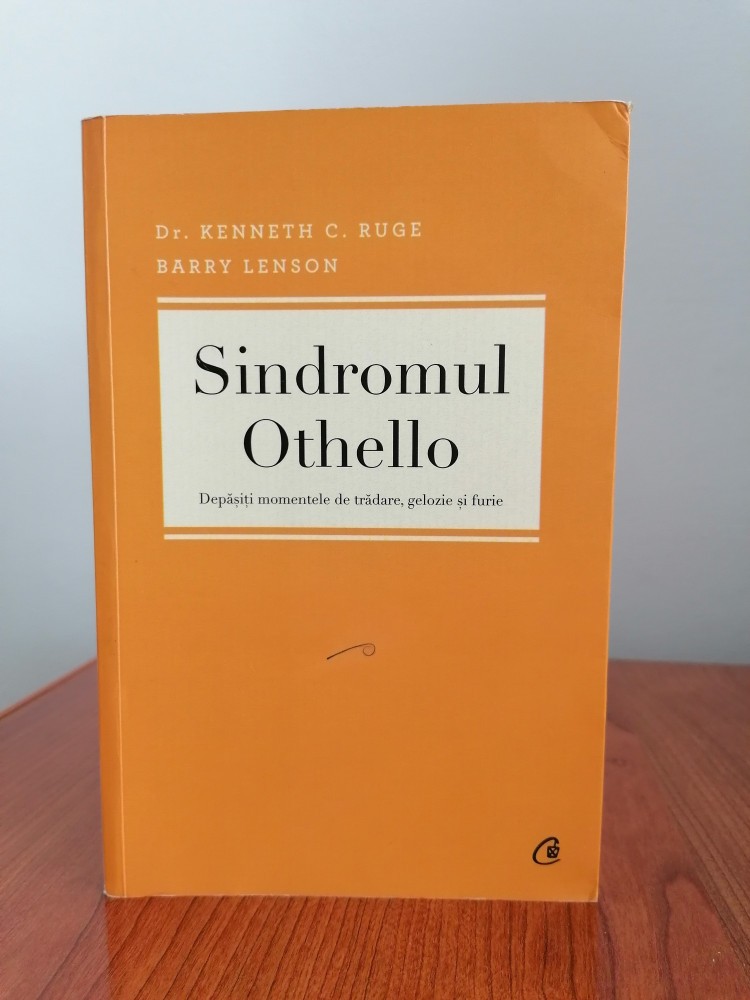 Dr. KENNETH C. RUGE
BARRY LENSON
Sindromul
Othello
Depășiți momentele de trădare, gelozie și furie